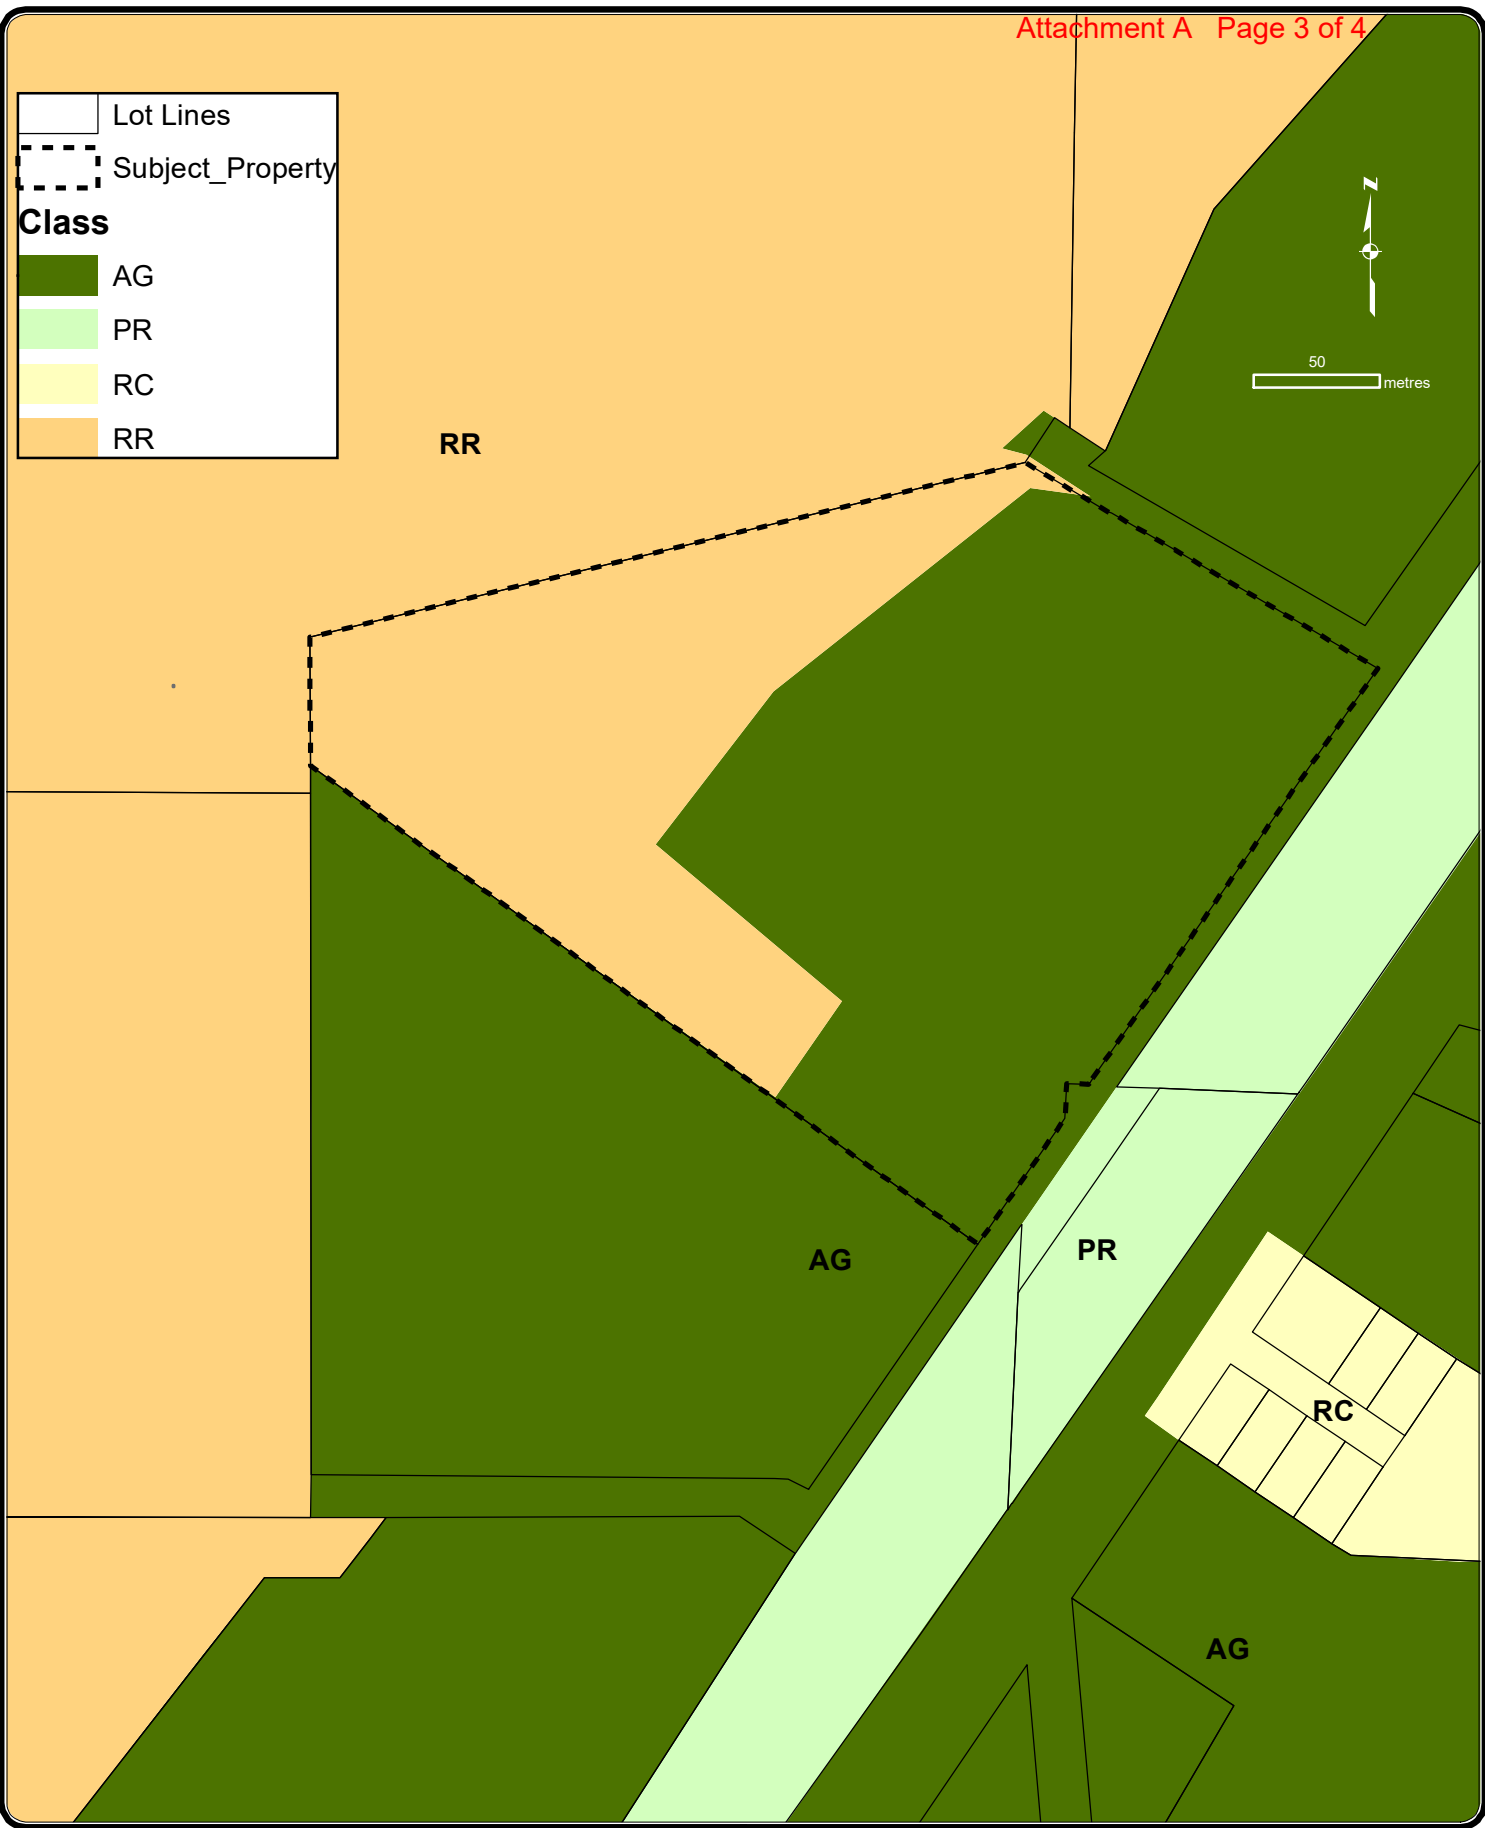 Attachment A Page 3 of 4
Lot Lines
Subject_Property
Class
AG
PR
RC
RR
N
50
metres
RR
AG
PR
RC
AG